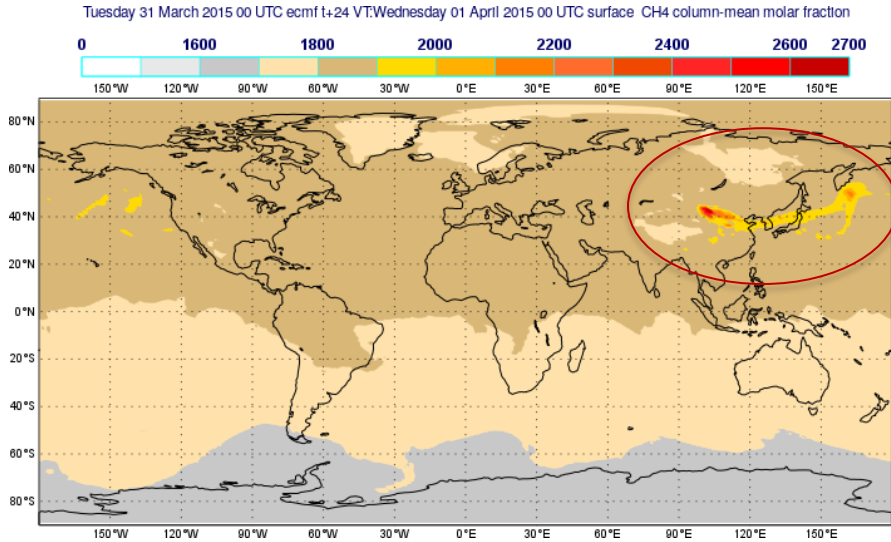 Tuesday 31 March 2015 00 UTC ecmf t+24 VT:Wednesday 01 April 2015 00 UTC surface CH4 column-mean molar fraction
0 1600 1800 2000 2200 2400 2600 2700
150°W 120°W 90°W 60°W 30°W 0°E 30°E 60°E 90°E 120°E 150°E
80°N
60°N
40°N
20°N
0°N
20°S
40°S
60°S
80°S
150°W 120°W 90°W 60°W 30°W 0°E 30°E 60°E 90°E 120°E 150°E